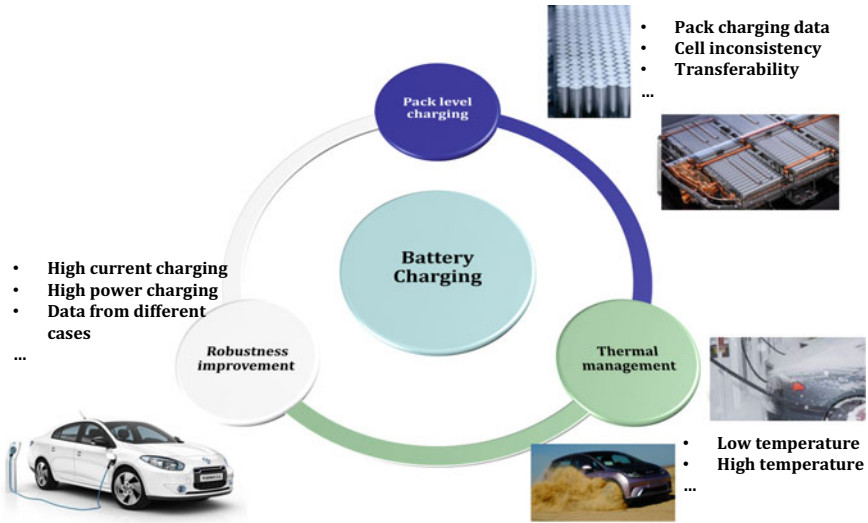 • Pack charging data
• Cell inconsistency
• Transferability
...
Pack level
charging
Battery
Charging
• High current charging
• High power charging
• Data from different
cases
...
Robustness
improvement
Thermal
management
• Low temperature
• High temperature
...